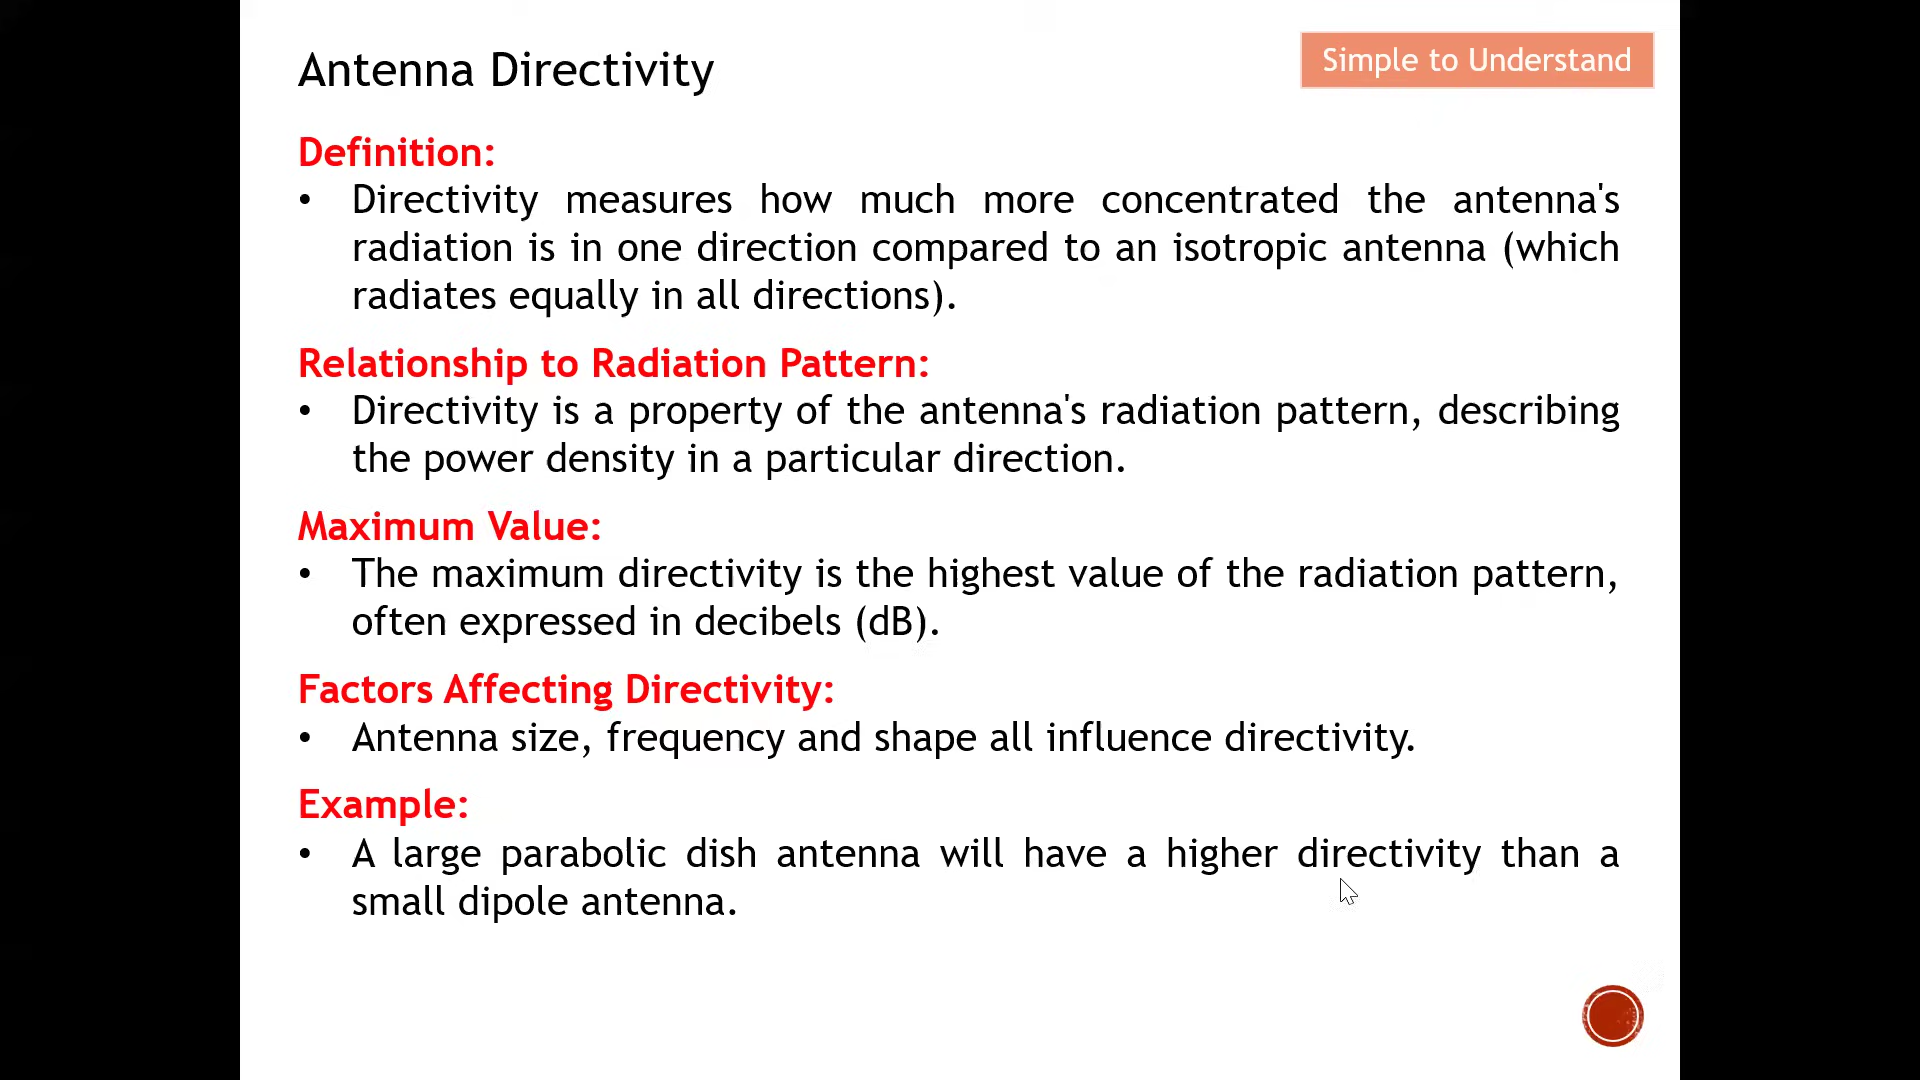 Antenna Directivity
Simple to Understand
Definition:
• Directivity measures how much more concentrated the antenna's
radiation is in one direction compared to an isotropic antenna (which
radiates equally in all directions).
Relationship to Radiation Pattern:
• Directivity is a property of the antenna's radiation pattern, describing
the power density in a particular direction.
Maximum Value:
• The maximum directivity is the highest value of the radiation pattern,
often expressed in decibels (dB).
Factors Affecting Directivity:
• Antenna size, frequency and shape all influence directivity.
Example:
• A large parabolic dish antenna will have a higher directivity than a
small dipole antenna.